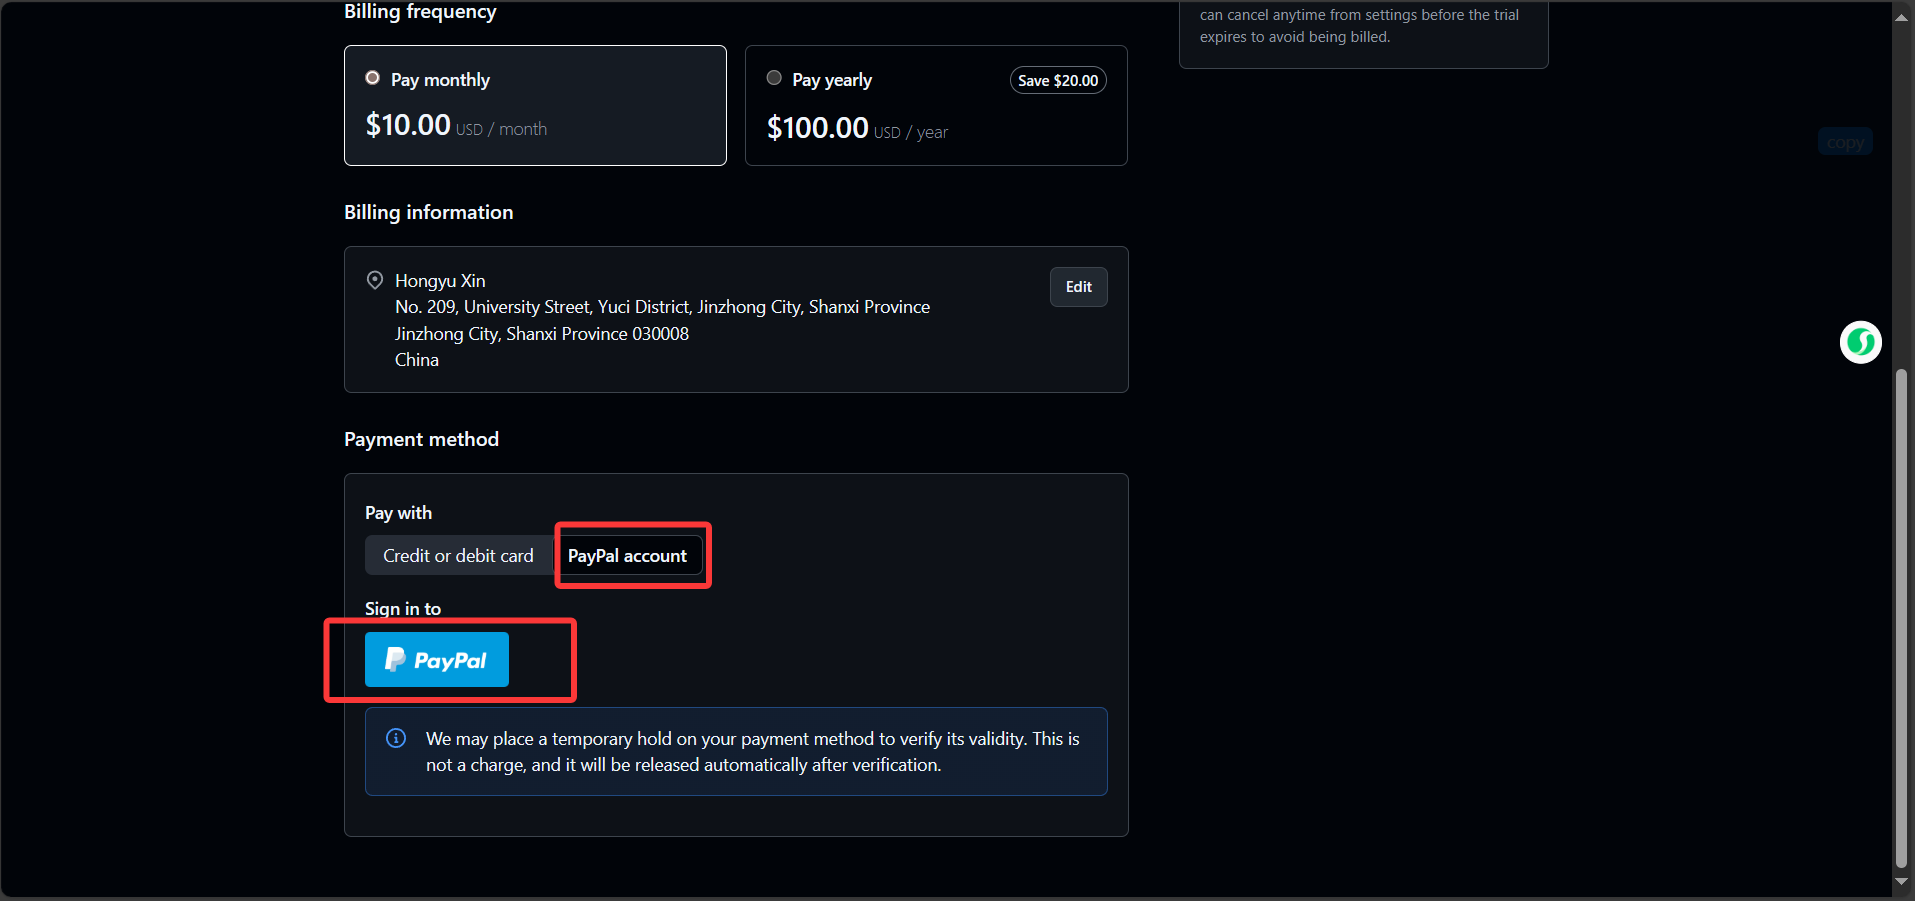 Billing frequency
can cancel anytime from settings before the trial
expires to avoid being billed.
Pay monthly
$10.00 USD / month
Pay yearly
Save $20.00
$100.00 USD / year
copy
Billing information
Hongyu Xin
No. 209, University Street, Yuci District, Jinzhong City, Shanxi Province
Jinzhong City, Shanxi Province 030008
China
Edit
Payment method
Pay with
Credit or debit card
PayPal account
Sign in to
PayPal
We may place a temporary hold on your payment method to verify its validity. This is
not a charge, and it will be released automatically after verification.